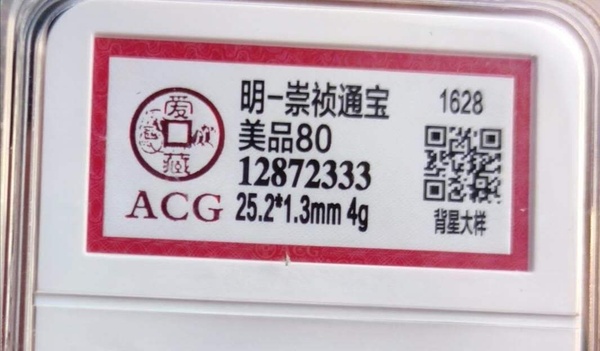 明-崇祯通宝 1628
美品80
12872333
ACG 25.2*1.3mm 4g
背星大样
爱藏